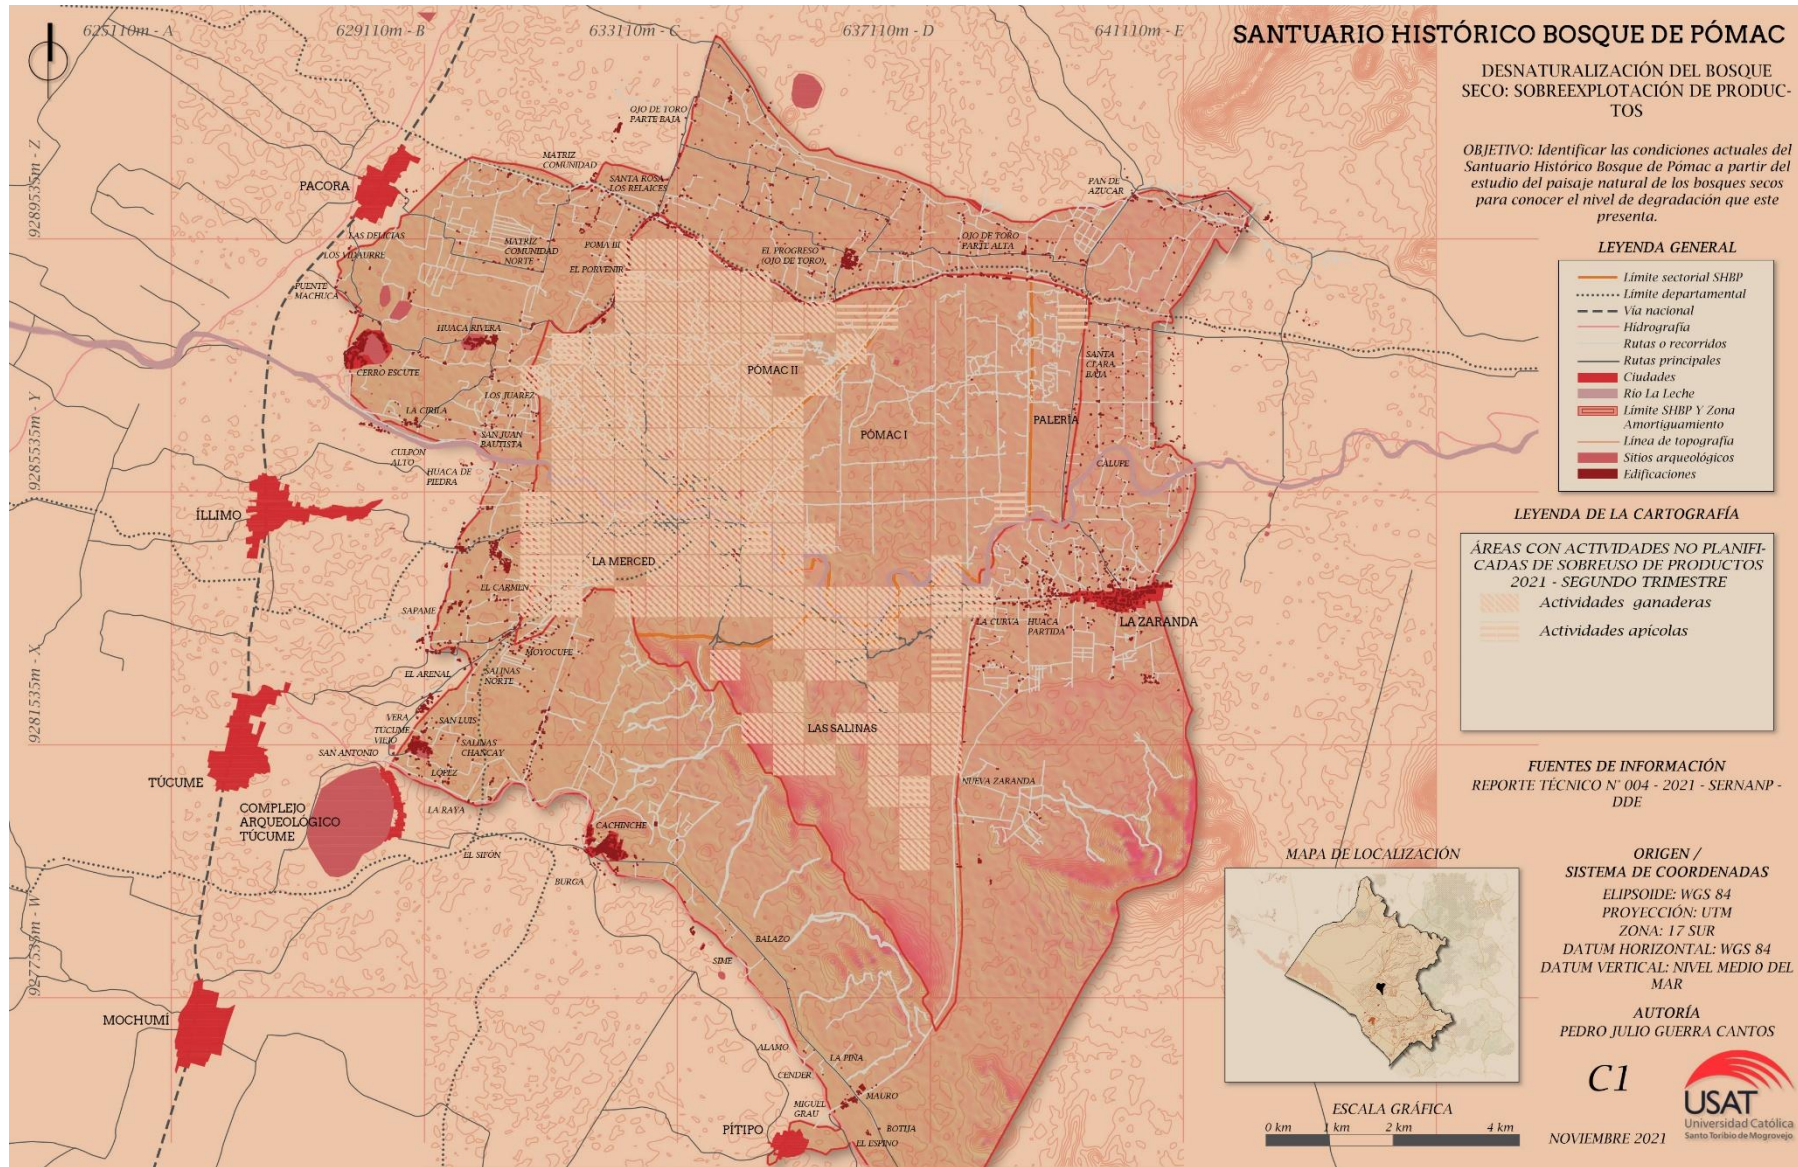 625110m - A
629110m - B
633110m - C
637110m - D
641110m - E
9289535m - Z
9285535m - Y
9281535m - X
9277535m - W
SANTUARIO HISTÓRICO BOSQUE DE PÓMAC
DESNATURALIZACIÓN DEL BOSQUE
SECO: SOBREEXPLOTACIÓN DE PRODUC-
TOS
OBJETIVO: Identificar las condiciones actuales del
Santuario Histórico Bosque de Pómac a partir del
estudio del paisaje natural de los bosques secos
para conocer el nivel de degradación que este
presenta.
LEYENDA GENERAL
Límite sectorial SHBP
Límite departamental
Vía nacional
Hidrografía
Rutas o recorridos
Rutas principales
Ciudades
Río La Leche
Límite SHBP Y Zona
Amortiguamiento
Línea de topografía
Sitios arqueológicos
Edificaciones
LEYENDA DE LA CARTOGRAFÍA
ÁREAS CON ACTIVIDADES NO PLANIFI-
CADAS DE SOBREUSO DE PRODUCTOS
2021 - SEGUNDO TRIMESTRE
Actividades ganaderas
Actividades apícolas
FUENTES DE INFORMACIÓN
REPORTE TÉCNICO N° 004 - 2021 - SERNANP -
DDE
ORIGEN /
SISTEMA DE COORDENADAS
ELIPSOIDE: WGS 84
PROYECCIÓN: UTM
ZONA: 17 SUR
DATUM HORIZONTAL: WGS 84
DATUM VERTICAL: NIVEL MEDIO DEL
MAR
AUTORÍA
PEDRO JULIO GUERRA CANTOS
C1
NOVIEMBRE 2021
USAT
Universidad Católica
Santo Toribio de Mogrovejo
MAPA DE LOCALIZACIÓN
ESCALA GRÁFICA
0 km
1 km
2 km
4 km
OJO DE TORO
PARTE BAJA
MATRIZ
COMUNIDAD
SANTA ROSA
LOS RELAICES
PACORA
PAN DE
AZUCAR
LAS DELICIAS
LOS VIDAURRE
MATRIZ
COMUNIDAD
NORTE
POMA III
EL PORVENIR
EL PROGRESO
(OJO DE TORO)
OJO DE TORO
PARTE ALTA
PUENTE
MACHUCA
HUACA RIVERA
CERRO ESCUTE
PÓMAC II
SANTA
CLARA
BAJA
LOS JUAREZ
LA CIRILA
SAN JUAN
BAUTISTA
PÓMAC I
PALERÍA
CULPÓN
ALTO
HUACA DE
PIEDRA
CALUPE
ÍLLIMO
LA MERCED
EL CARMEN
SAPAME
LA CURVA
HUACA
PARTIDA
LA ZARANDA
MOYOCUPE
EL ARENAL
SALINAS
NORTE
VERA
TÚCUME
VIEJO
SAN LUIS
SALINAS
CHANCAY
SAN ANTONIO
LOPEZ
LAS SALINAS
NUEVA ZARANDA
TÚCUME
COMPLEJO
ARQUEOLÓGICO
TÚCUME
LA RAYA
CACHINCHE
EL SIFÓN
BURGA
BALAZO
SIME
MOCHUMÍ
ALAMO
LA PIÑA
CENDER
MAURO
MIGUEL
GRAU
PÍTIPO
BOTIJA
EL ESPINO